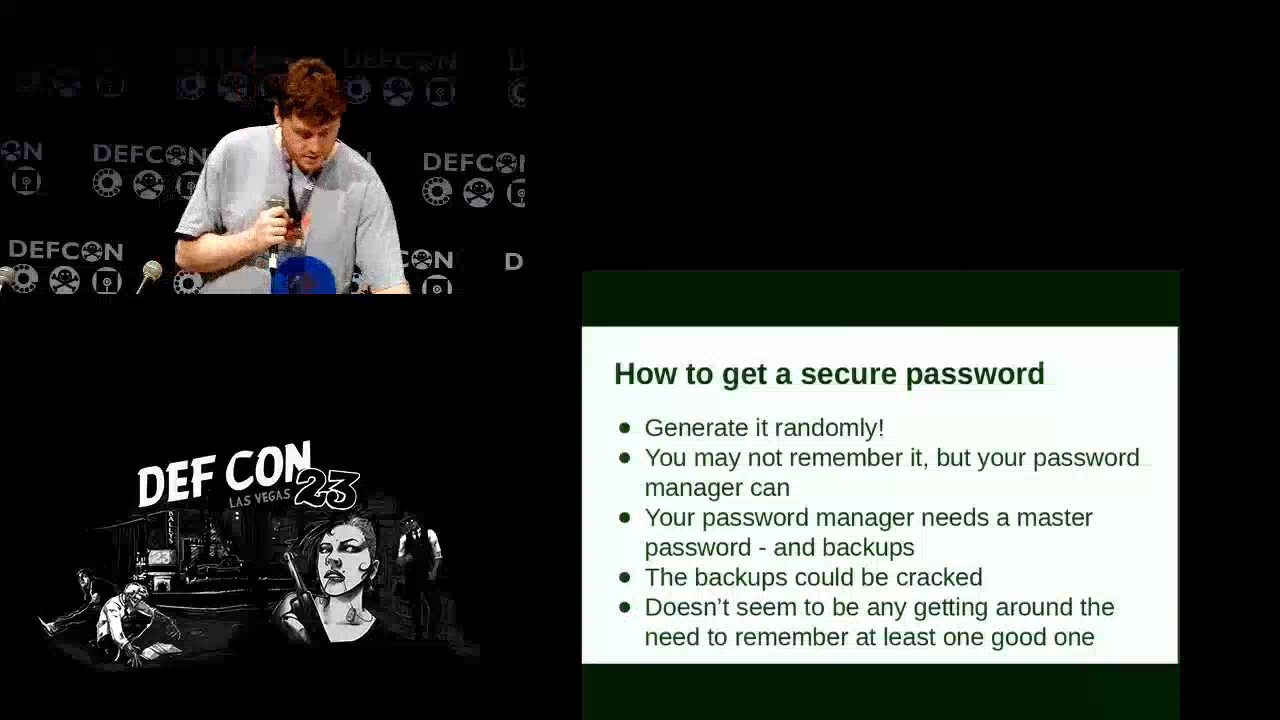 DEFCON
DEFCON
DEFCON
DEFCON
How to get a secure password
● Generate it randomly!
● You may not remember it, but your password
manager can
● Your password manager needs a master
password - and backups
● The backups could be cracked
● Doesn’t seem to be any getting around the
need to remember at least one good one
DEF CON 23
LAS VEGAS